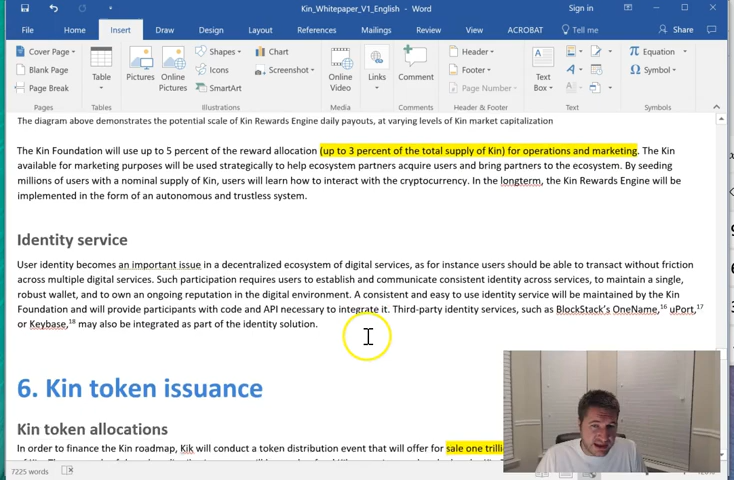 Kin_Whitepaper_V1_English - Word
Sign in
File Home Insert Draw Design Layout References Mailings Review View ACROBAT Tell me Share
Cover Page
Blank Page
Page Break
Pages
Table
Tables
Pictures
Online Pictures
Shapes
Icons
SmartArt
Chart
Screenshot
Illustrations
Online Video
Media
Links
Comment
Comments
Header
Footer
Page Number
Header & Footer
Text Box
Text
Equation
Symbol
Symbols
The diagram above demonstrates the potential scale of Kin Rewards Engine daily payouts, at varying levels of Kin market capitalization
The Kin Foundation will use up to 5 percent of the reward allocation (up to 3 percent of the total supply of Kin) for operations and marketing. The Kin
available for marketing purposes will be used strategically to help ecosystem partners acquire users and bring partners to the ecosystem. By seeding
millions of users with a nominal supply of Kin, users will learn how to interact with the cryptocurrency. In the longterm, the Kin Rewards Engine will be
implemented in the form of an autonomous and trustless system.
Identity service
User identity becomes an important issue in a decentralized ecosystem of digital services, as for instance users should be able to transact without friction
across multiple digital services. Such participation requires users to establish and communicate consistent identity across services, to maintain a single,
robust wallet, and to own an ongoing reputation in the digital environment. A consistent and easy to use identity service will be maintained by the Kin
Foundation and will provide participants with code and API necessary to integrate it. Third-party identity services, such as BlockStack's OneName,16 uPort,17
or Keybase,18 may also be integrated as part of the identity solution.
6. Kin token issuance
Kin token allocations
In order to finance the Kin roadmap, Kik will conduct a token distribution event that will offer for sale one
7225 words